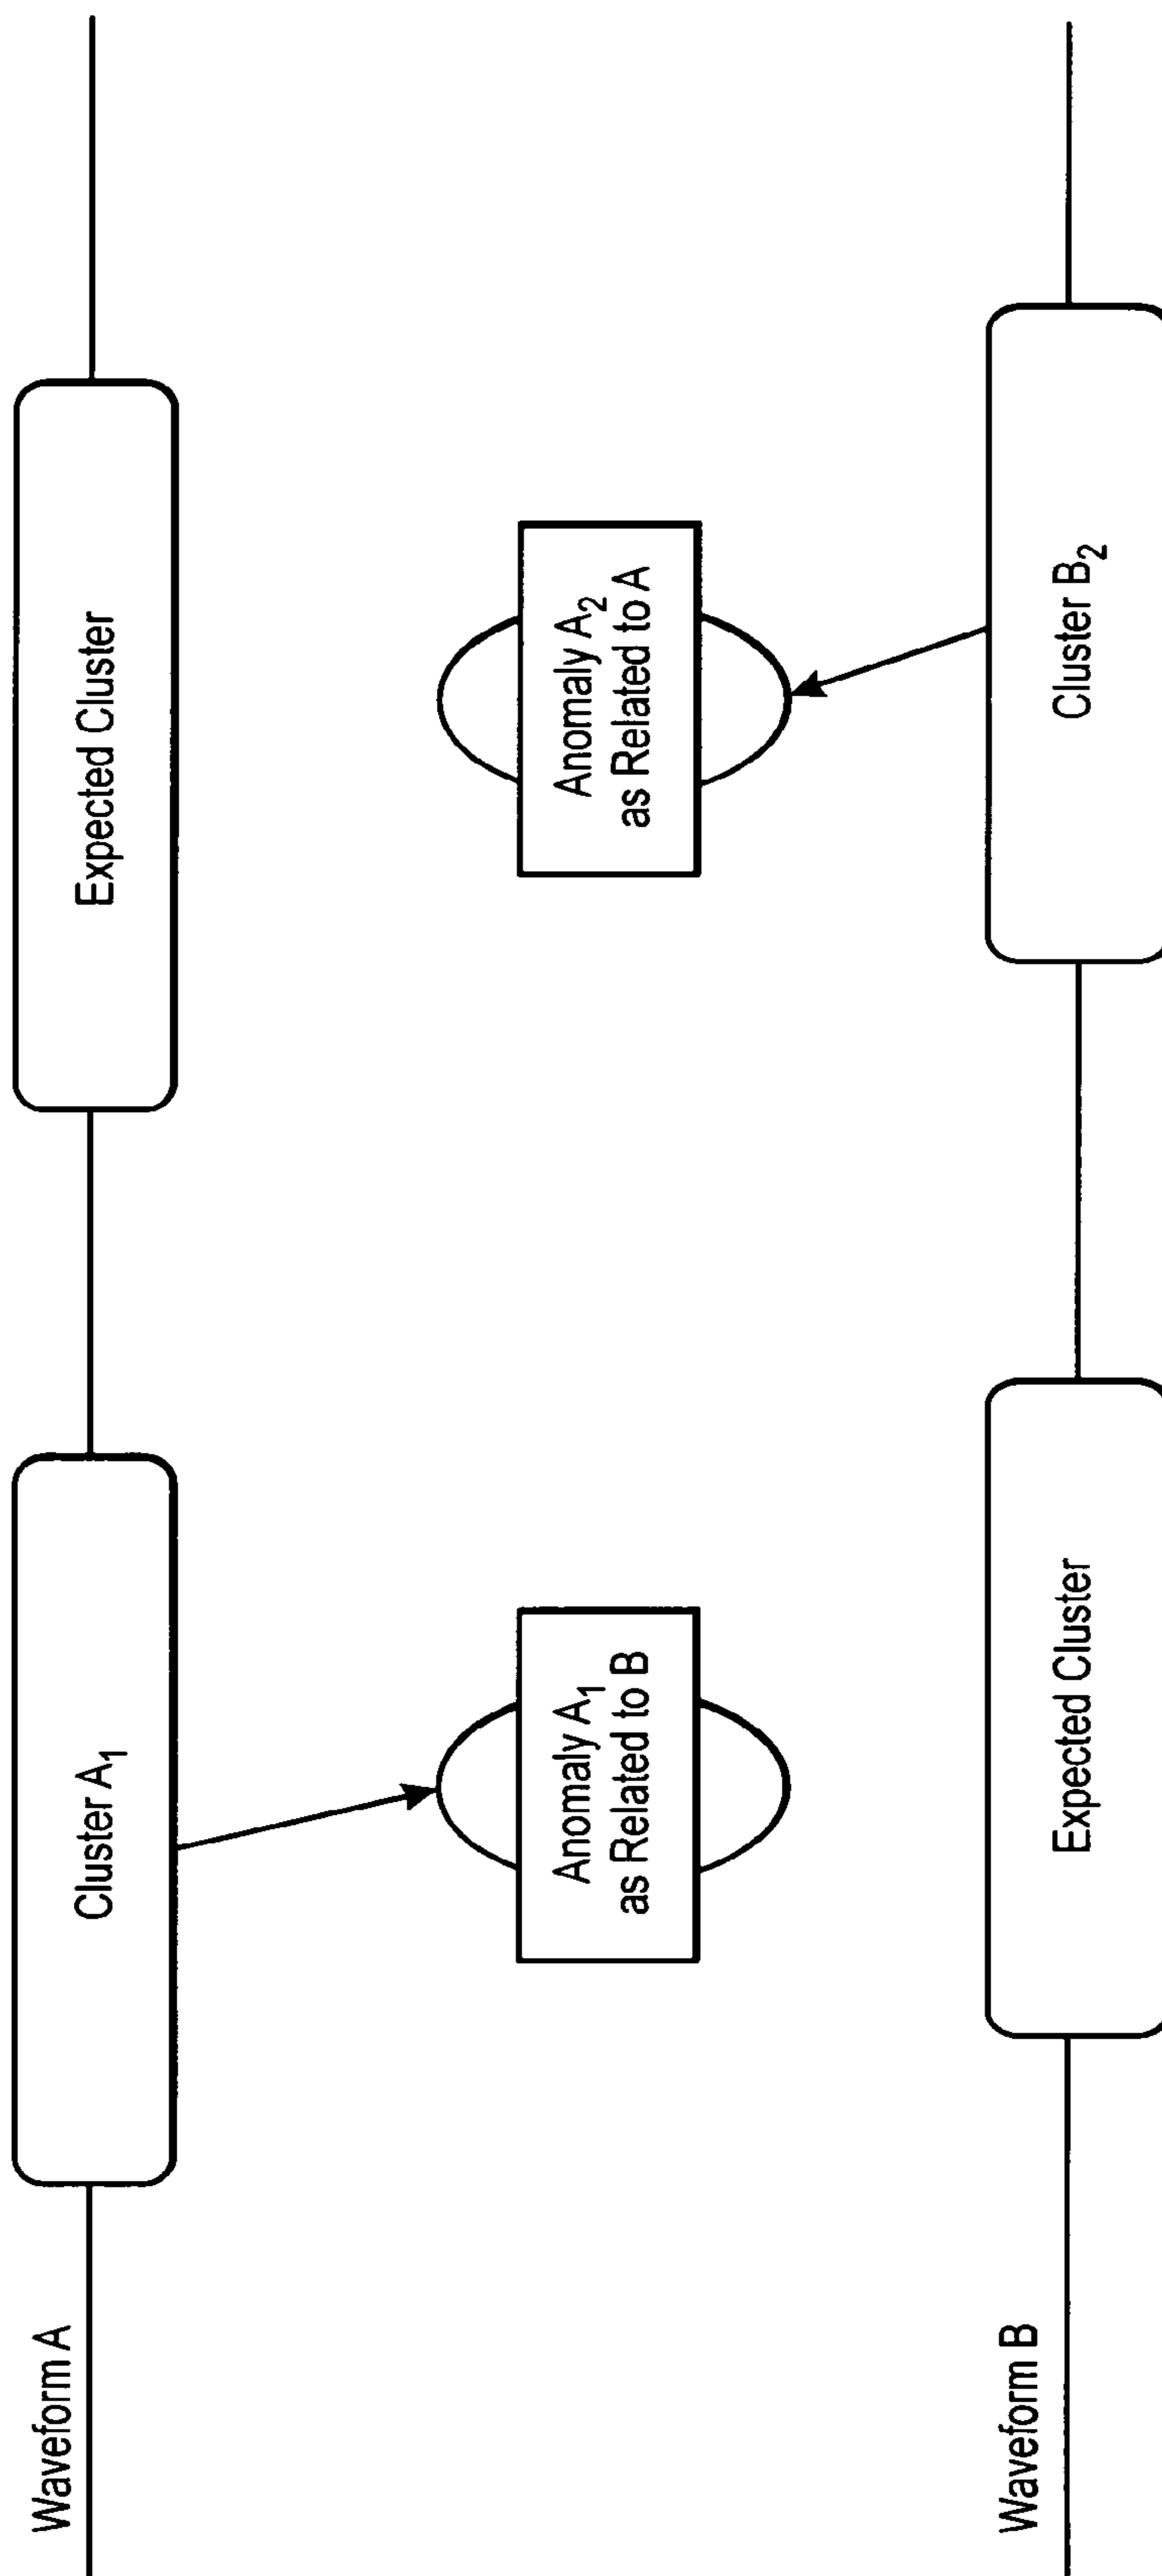 Waveform A
Cluster A₁
Expected Cluster
Anomaly A₁
as Related to B
Anomaly A₂
as Related to A
Waveform B
Expected Cluster
Cluster B₂